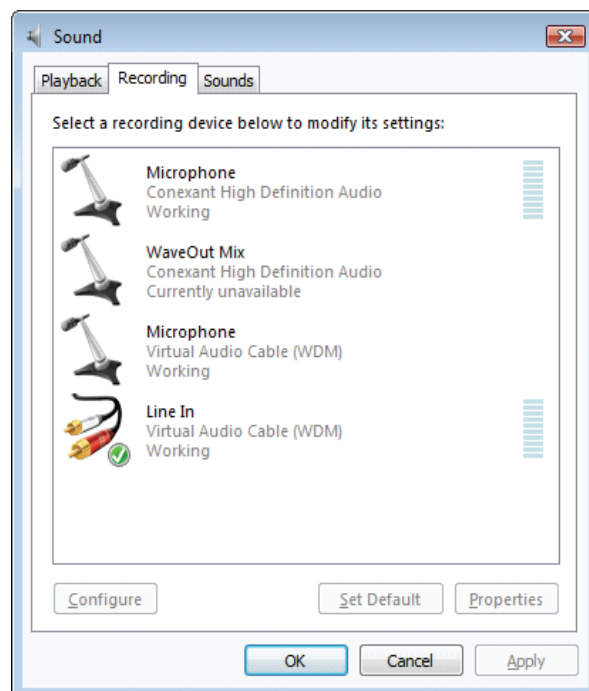 Sound
Playback Recording Sounds
Select a recording device below to modify its settings:
Microphone
Conexant High Definition Audio
Working
WaveOut Mix
Conexant High Definition Audio
Currently unavailable
Microphone
Virtual Audio Cable (WDM)
Working
Line In
Virtual Audio Cable (WDM)
Working
Configure Set Default Properties
OK Cancel Apply